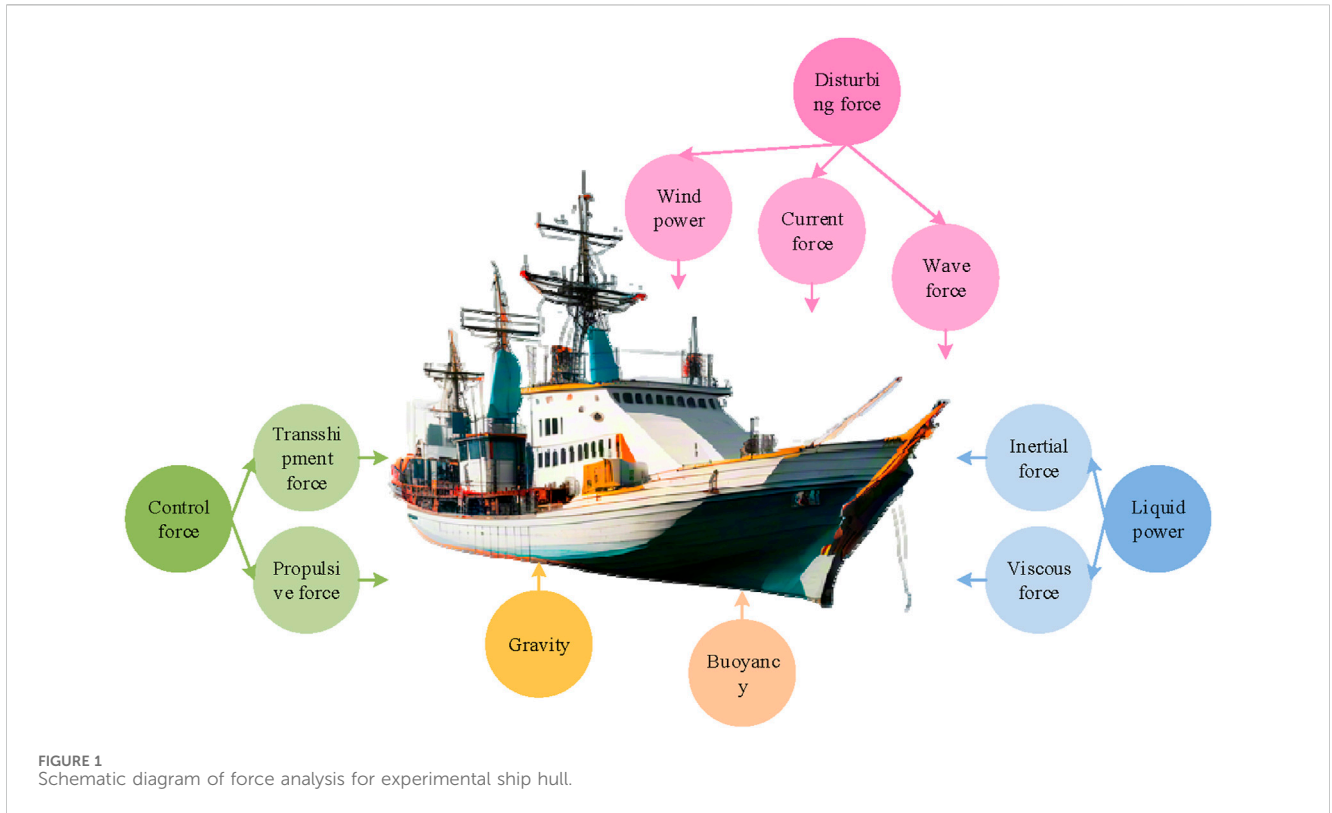 Disturbi
ng force
Wind
power
Current
force
Wave
force
Transshi
pment
force
Control
force
Propulsi
ve force
Inertial
force
Liquid
power
Viscous
force
Gravity
Buoyanc
y
FIGURE 1
Schematic diagram of force analysis for experimental ship hull.